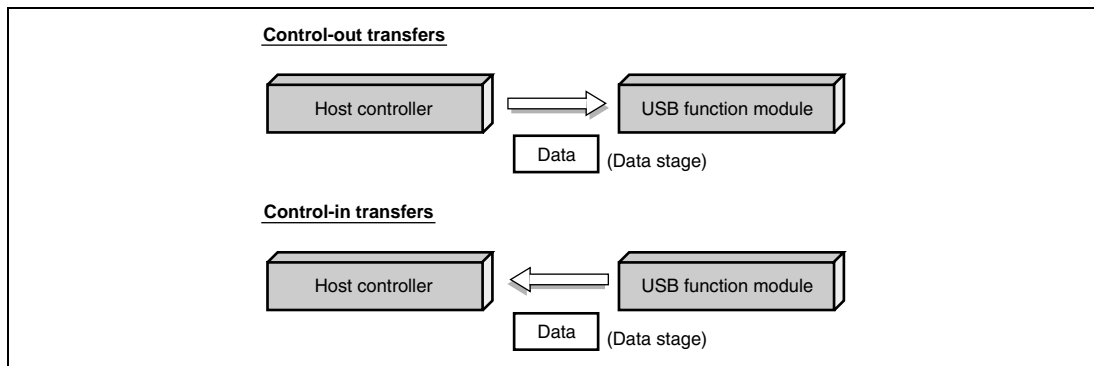 Control-out transfers
Host controller
USB function module
Data
(Data stage)
Control-in transfers
Host controller
USB function module
Data
(Data stage)